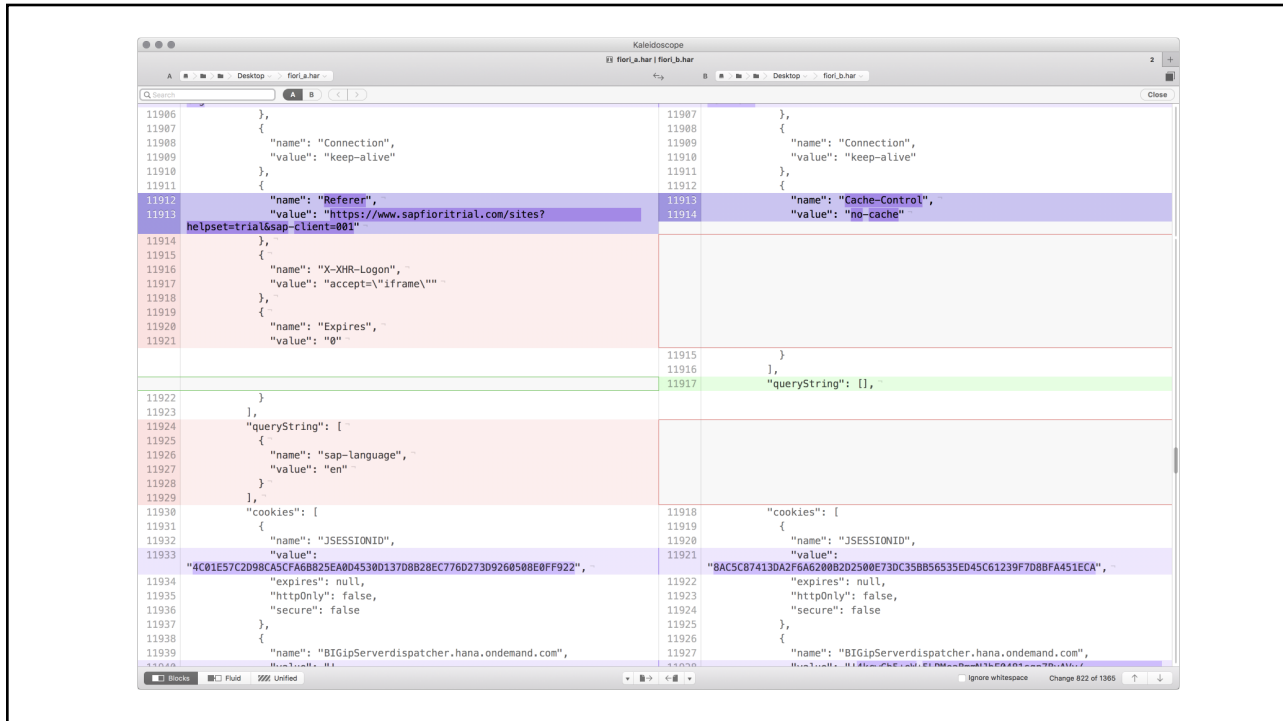 Kaleidoscope
fiori_a.har | fiori_b.har
2 +
A Desktop fiori_a.har
B Desktop fiori_b.har
Search A B < > Close
11906 },
11907 {
11908 "name": "Connection",
11909 "value": "keep-alive"
11910 },
11911 {
11912 "name": "Referer",
11913 "value": "https://www.sapfioritrial.com/sites?
helpset=trial&sap-client=001"
11914 },
11915 {
11916 "name": "X-XHR-Logon",
11917 "value": "accept=\"iframe\""
11918 },
11919 {
11920 "name": "Expires",
11921 "value": "0"
11922 }
11923 ],
11924 "queryString": [
11925 {
11926 "name": "sap-language",
11927 "value": "en"
11928 }
11929 ],
11930 "cookies": [
11931 {
11932 "name": "JSESSIONID",
11933 "value":
"4C01E57C2D98CA5CFA6B825EA0D4530D137D8B28EC776D273D9260508E0FF922",
11934 "expires": null,
11935 "httpOnly": false,
11936 "secure": false
11937 },
11938 {
11939 "name": "BIGipServerdispatcher.hana.ondemand.com",
11907 },
11908 {
11909 "name": "Connection",
11910 "value": "keep-alive"
11911 },
11912 {
11913 "name": "Cache-Control",
11914 "value": "no-cache"
11915 }
11916 ],
11917 "queryString": [],
11918 "cookies": [
11919 {
11920 "name": "JSESSIONID",
11921 "value":
"8AC5C87413DA2F6A6200B2D2500E73DC35BB56535ED45C61239F7D8BFA451ECA",
11922 "expires": null,
11923 "httpOnly": false,
11924 "secure": false
11925 },
11926 {
11927 "name": "BIGipServerdispatcher.hana.ondemand.com",
Blocks Fluid Unified
Ignore whitespace Change 822 of 1365